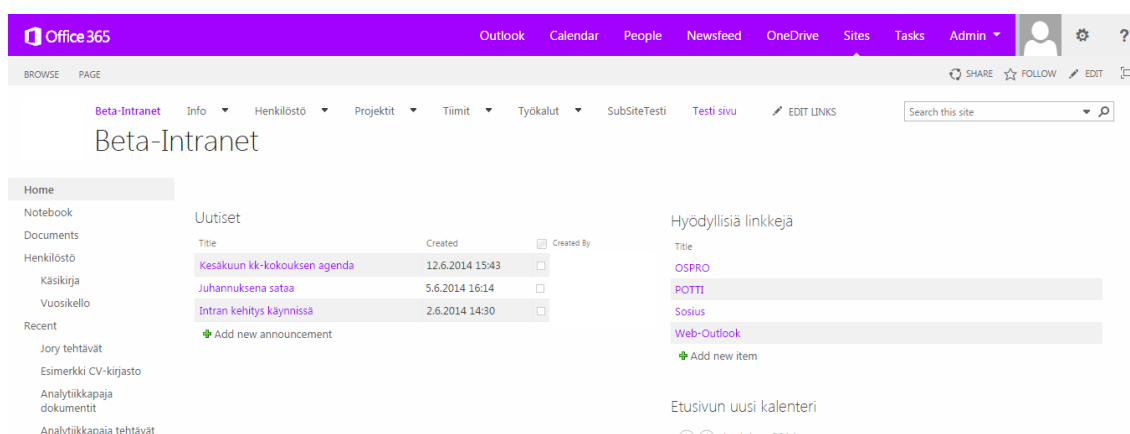 Office 365 Outlook Calendar People Newsfeed OneDrive Sites Tasks Admin ?
BROWSE PAGE SHARE FOLLOW EDIT
Beta-Intranet Info Henkilöstö Projektit Tiimit Työkalut SubSiteTesti Testi sivu EDIT LINKS Search this site
Beta-Intranet
Home
Notebook
Documents
Henkilöstö
Käsikirja
Vuosikello
Recent
Jory tehtävät
Esimerkki CV-kirjasto
Analytiikkapaja
dokumentit
Analytiikkapaja tehtävät
Uutiset
Title Created Created By
Kesäkuun kk-kokouksen agenda 12.6.2014 15:43
Juhannuksena sataa 5.6.2014 16:14
Intran kehitys käynnissä 2.6.2014 14:30
Add new announcement
Hyödyllisiä linkkejä
Title
OSPRO
POTTI
Sosius
Web-Outlook
Add new item
Etusivun uusi kalenteri